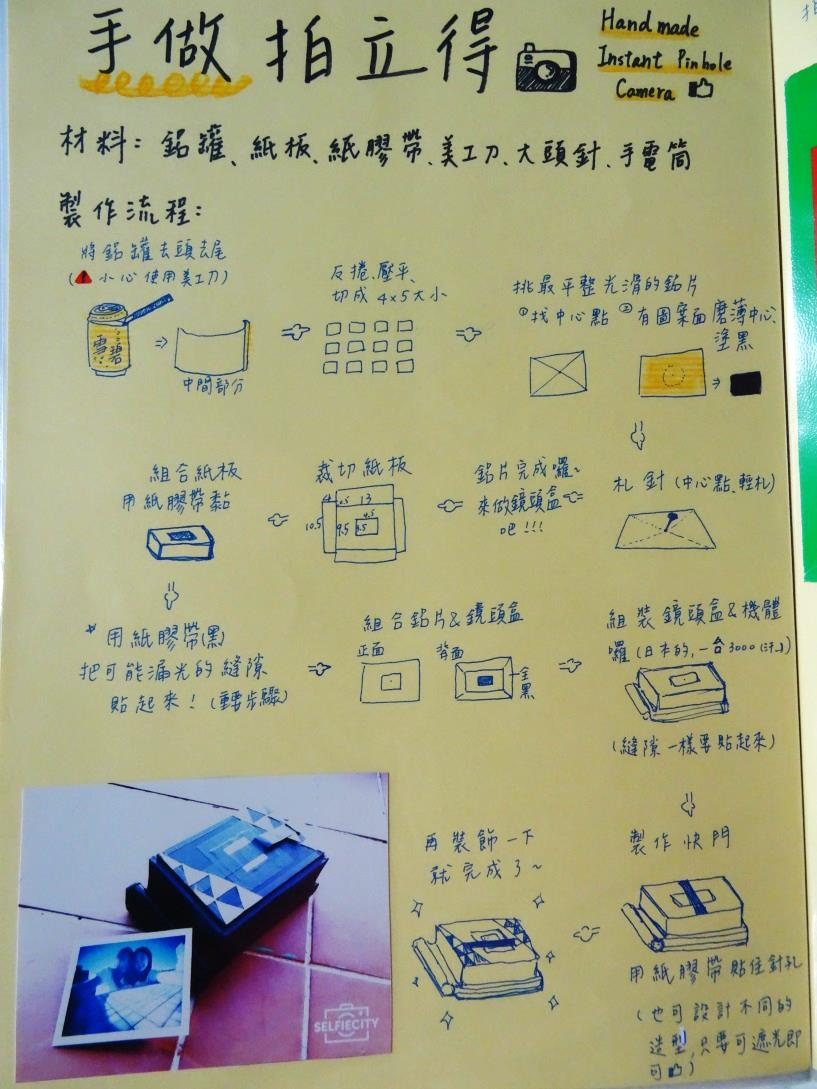 手做拍立得
Handmade
Instant Pinhole
Camera
材料：鋁罐、紙板、紙膠帶、美工刀、大頭針、手電筒
製作流程：
將鋁罐去頭去尾
(小心使用美工刀)
雪碧
中間部分
反捲、壓平、
切成4×5大小
挑最平整光滑的鋁片
①找中心點 ②有圖案面磨薄中心、
塗黑
札針(中心點、輕札)
鋁片完成囉~
來做鏡頭盒
吧!!!
裁切紙板
13
10.5
9.5
4.5
組合紙板
用紙膠帶黏
*用紙膠帶(黑)
把可能漏光的縫隙
貼起來！(重要步驟)
組合鋁片&鏡頭盒
正面
背面
全黑
組裝鏡頭盒&機體
囉(日本的,一台3000(汗..))
(縫隙一樣要貼起來)
製作快門
用紙膠帶貼住針孔
(也可設計不同的
造型,只要可遮光即
可)
再裝飾一下
就完成了~
SELFIECITY